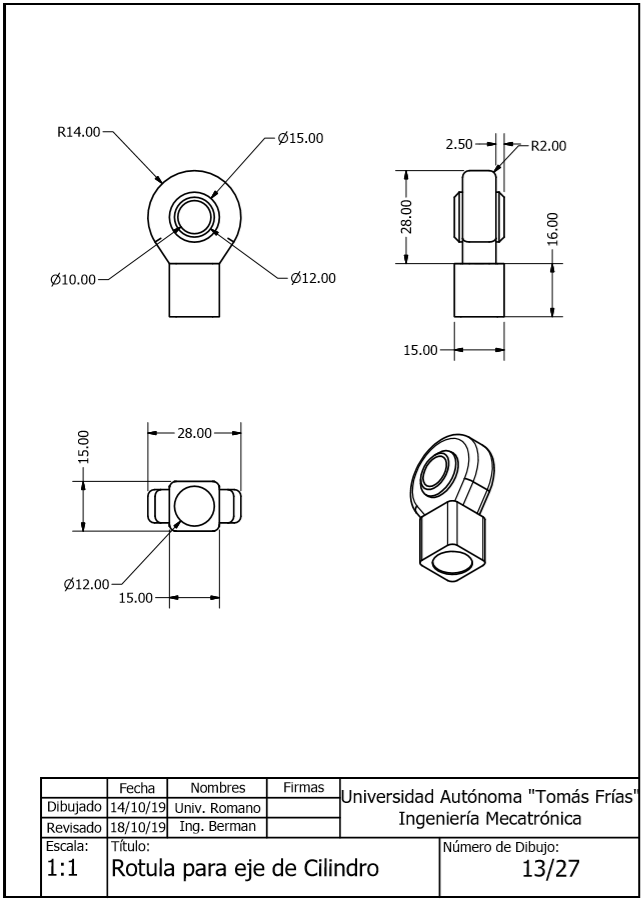 R14.00
Ø15.00
Ø10.00
Ø12.00
2.50
R2.00
28.00
16.00
15.00
28.00
15.00
Ø12.00
15.00
Fecha Nombres Firmas
Dibujado 14/10/19 Univ. Romano
Revisado 18/10/19 Ing. Berman
Universidad Autónoma "Tomás Frías"
Ingeniería Mecatrónica
Escala:
1:1
Título:
Rotula para eje de Cilindro
Número de Dibujo:
13/27